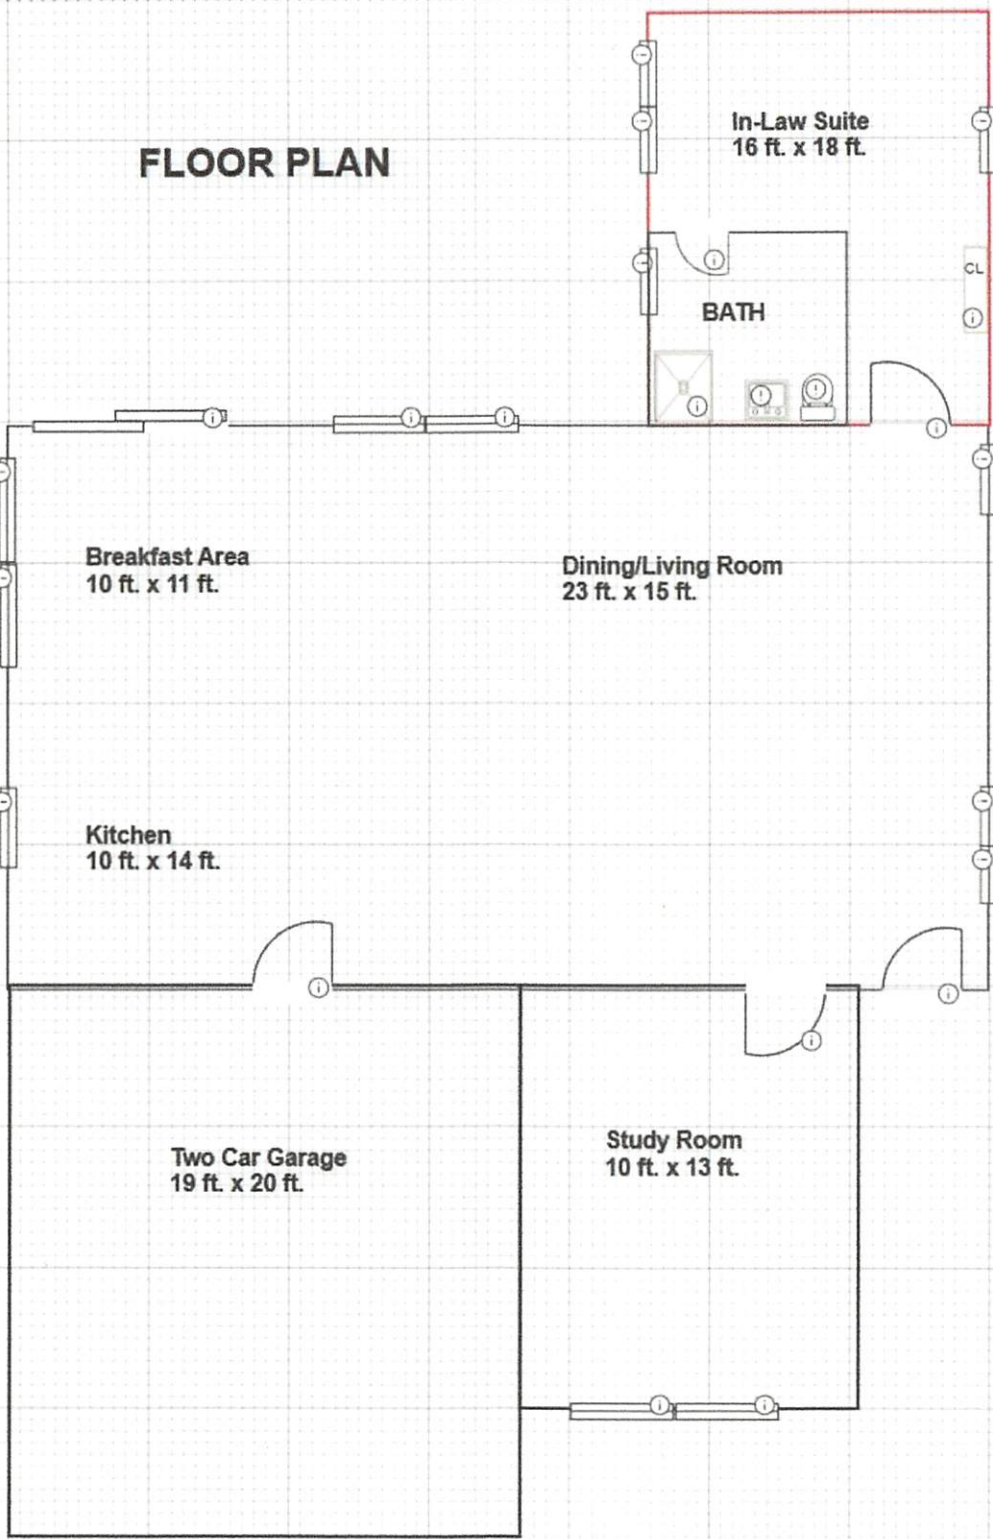 FLOOR PLAN
In-Law Suite
16 ft. x 18 ft.
CL
BATH
Breakfast Area
10 ft. x 11 ft.
Dining/Living Room
23 ft. x 15 ft.
Kitchen
10 ft. x 14 ft.
Two Car Garage
19 ft. x 20 ft.
Study Room
10 ft. x 13 ft.